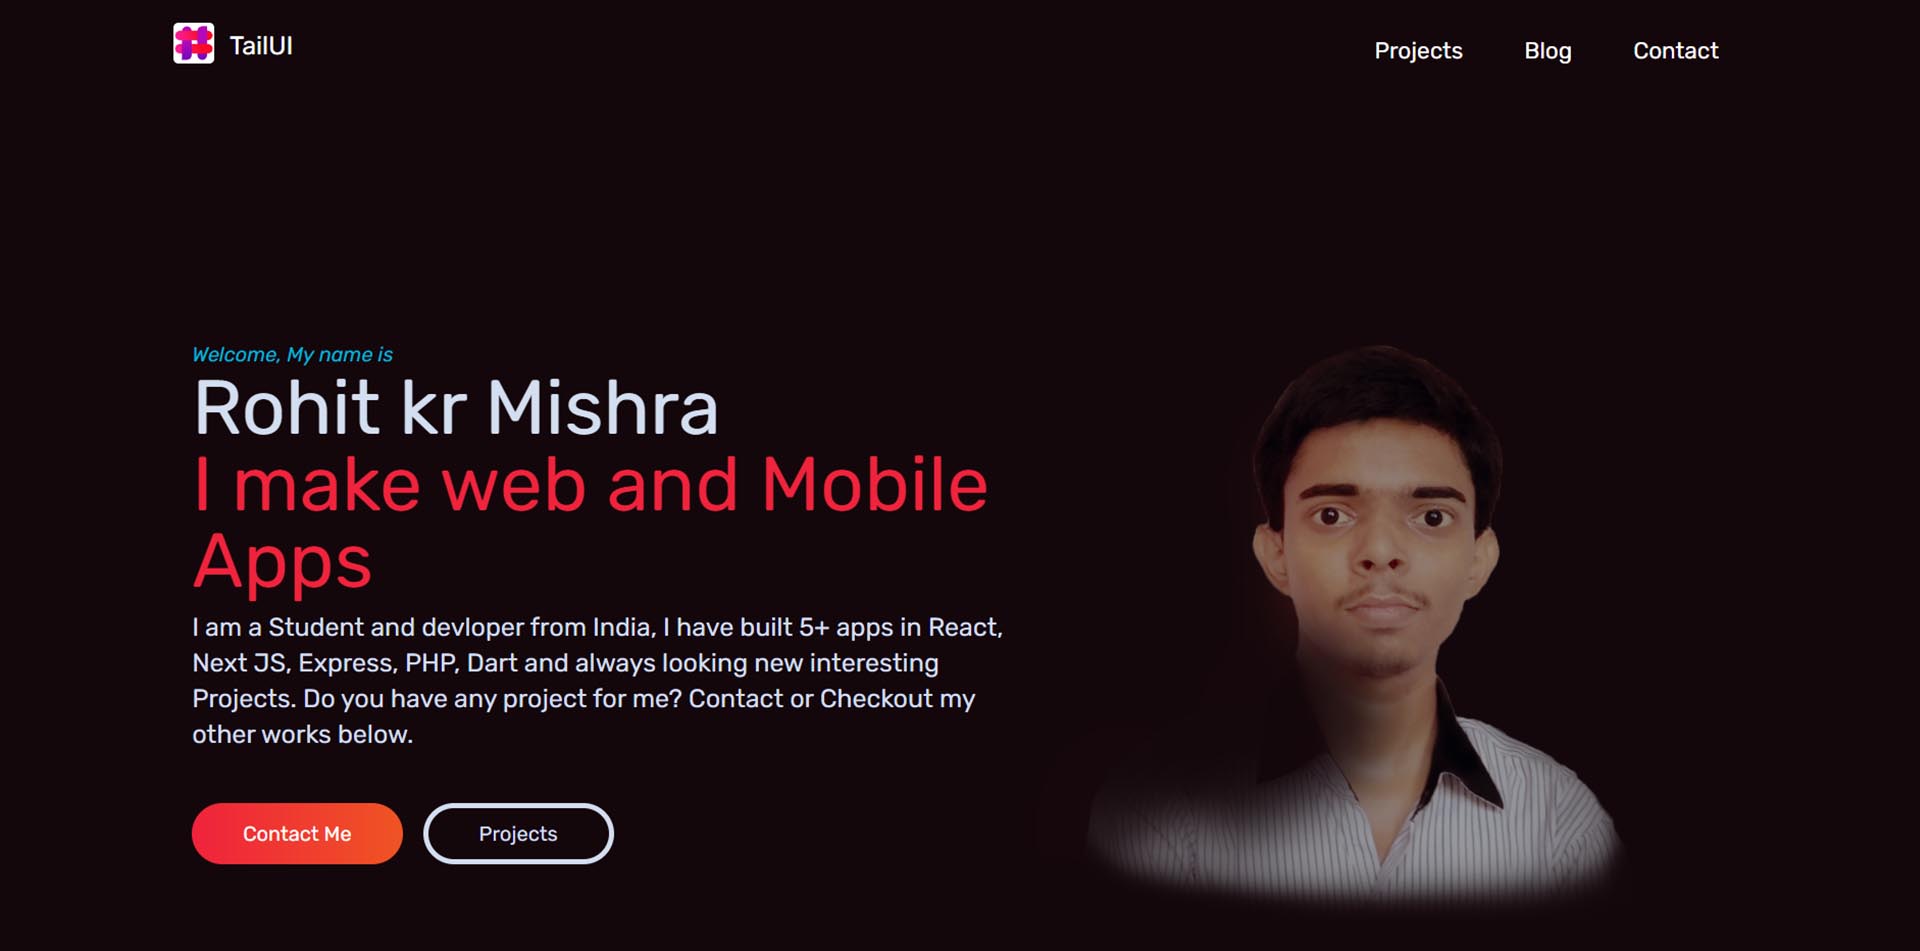 TailUI
Projects
Blog
Contact
Welcome, My name is
Rohit kr Mishra
I make web and Mobile
Apps
I am a Student and devloper from India, I have built 5+ apps in React,
Next JS, Express, PHP, Dart and always looking new interesting
Projects. Do you have any project for me? Contact or Checkout my
other works below.
Contact Me
Projects